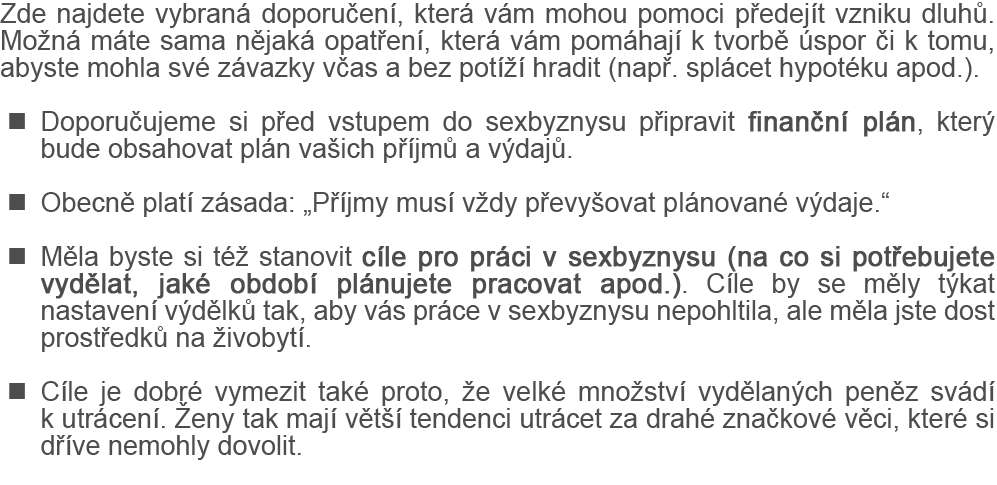 Zde najdete vybraná doporučení, která vám mohou pomoci předejít vzniku dluhů.
Možná máte sama nějaká opatření, která vám pomáhají k tvorbě úspor či k tomu,
abyste mohla své závazky včas a bez potíží hradit (např. splácet hypotéku apod.).
■ Doporučujeme si před vstupem do sexbyznysu připravit finanční plán, který
bude obsahovat plán vašich příjmů a výdajů.
■ Obecně platí zásada: „Příjmy musí vždy převyšovat plánované výdaje.“
■ Měla byste si též stanovit cíle pro práci v sexbyznysu (na co si potřebujete
vydělat, jaké období plánujete pracovat apod.). Cíle by se měly týkat
nastavení výdělků tak, aby vás práce v sexbyznysu nepohltila, ale měla jste dost
prostředků na živobytí.
■ Cíle je dobré vymezit také proto, že velké množství vydělaných peněz svádí
k utrácení. Ženy tak mají větší tendenci utrácet za drahé značkové věci, které si
dříve nemohly dovolit.